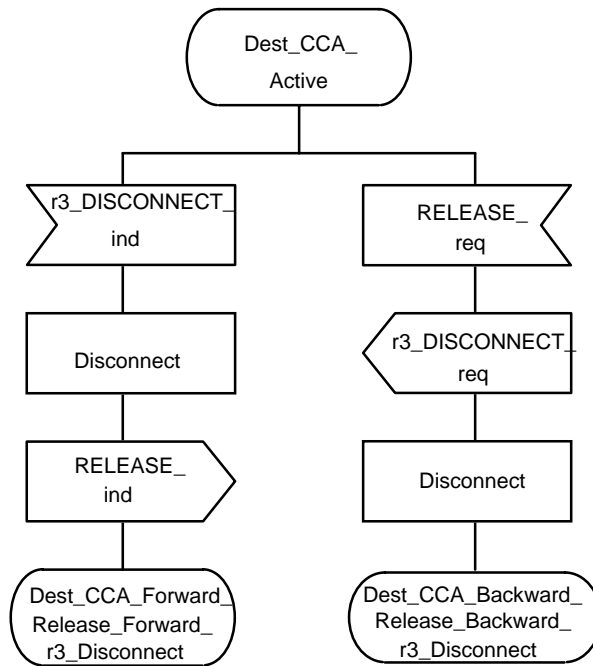 Dest_CCA_
Active
r3_DISCONNECT_
ind
RELEASE_
req
Disconnect
r3_DISCONNECT_
req
RELEASE_
ind
Disconnect
Dest_CCA_Forward_
Release_Forward_
r3_Disconnect
Dest_CCA_Backward_
Release_Backward_
r3_Disconnect